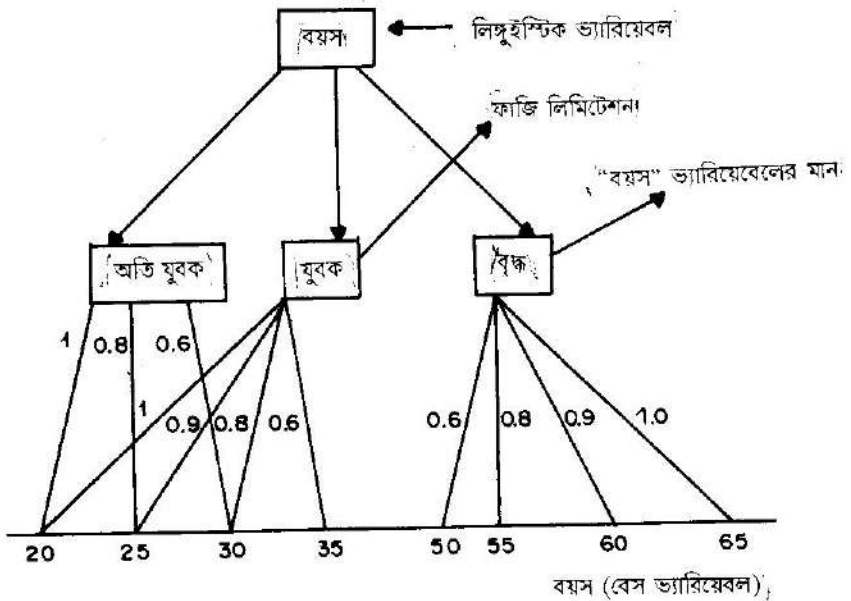 বয়স
লিঙ্গুইস্টিক ভ্যারিয়েবল
ফাজি লিমিটেশন
"বয়স" ভ্যারিয়েবেলের মান
অতি যুবক
যুবক
বৃদ্ধ
1 0.8 0.6
1 0.9 0.8 0.6 0.6 0.8 0.9 1.0
20 25 30 35 50 55 60 65
বয়স (বেস ভ্যারিয়েবল)